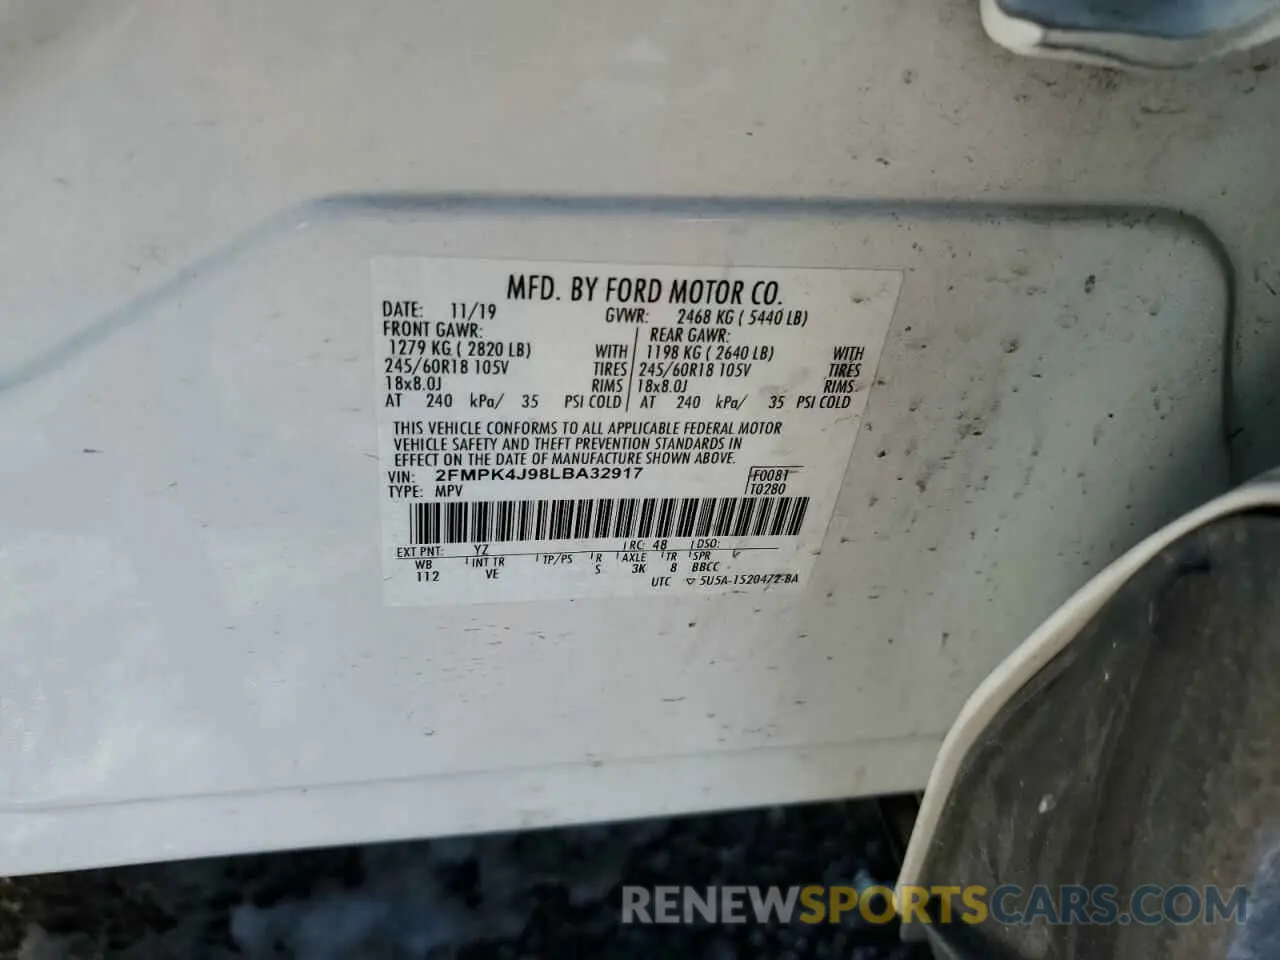 MFD. BY FORD MOTOR CO.
DATE: 11/19 GVWR: 2468 KG ( 5440 LB)
FRONT GAWR: REAR GAWR:
1279 KG ( 2820 LB) WITH 1198 KG ( 2640 LB) WITH
245/60R18 105V TIRES 245/60R18 105V TIRES
18x8.0J RIMS 18x8.0J RIMS
AT 240 kPa/ 35 PSI COLD AT 240 kPa/ 35 PSI COLD
THIS VEHICLE CONFORMS TO ALL APPLICABLE FEDERAL MOTOR
VEHICLE SAFETY AND THEFT PREVENTION STANDARDS IN
EFFECT ON THE DATE OF MANUFACTURE SHOWN ABOVE.
VIN: 2FMPK4J98LBA32917 F0081
TYPE: MPV T0280
EXT PNT: YZ RC: 48 DSO:
WB INT TR TP/PS R AXLE TR SPR
112 VE S 3K 8 BBCC
UTC ▽ 5U5A-1520472-BA
RENEWSPORTSCARS.COM